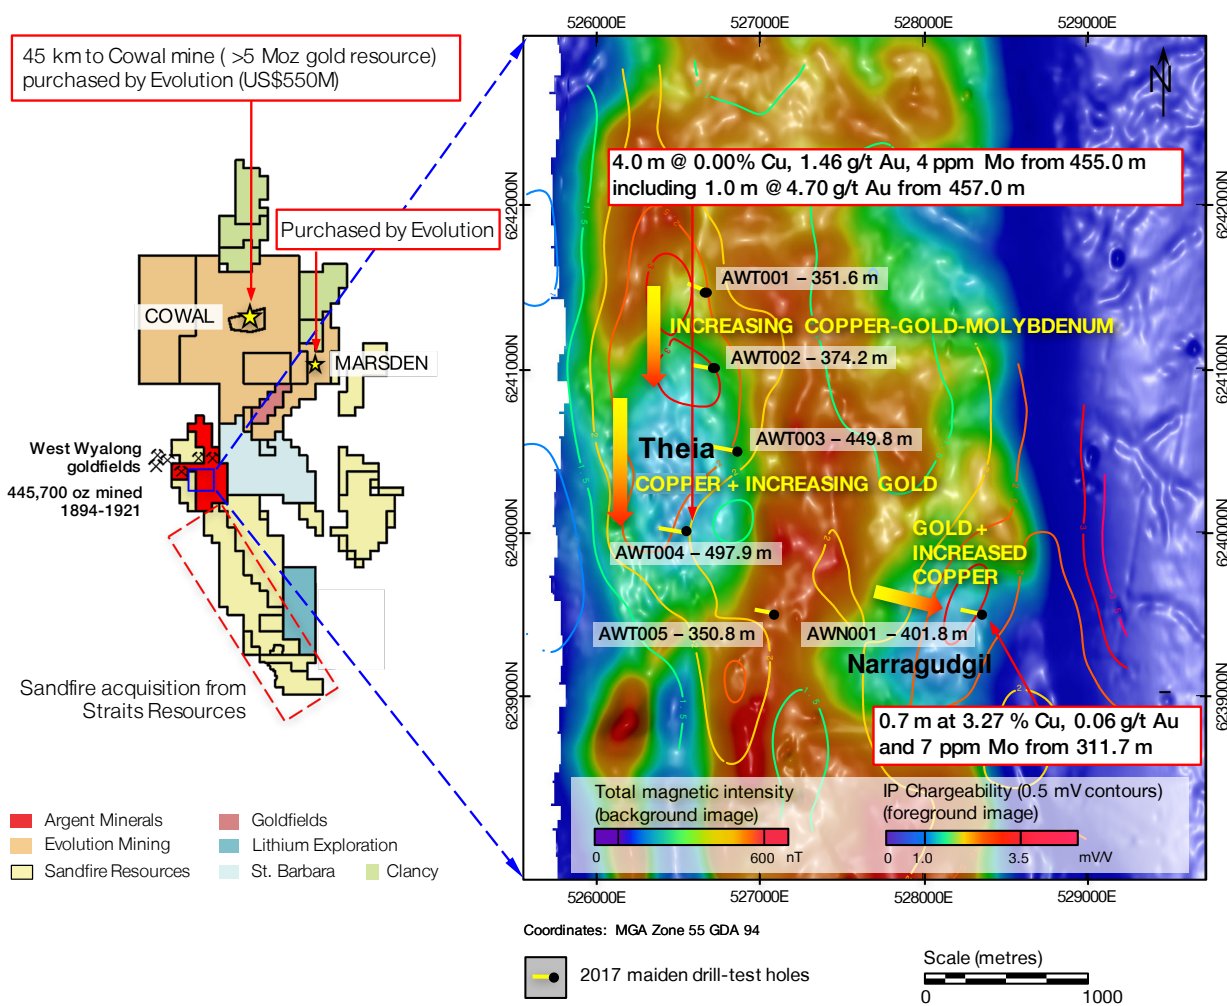 45 km to Cowal mine ( >5 Moz gold resource)
purchased by Evolution (US$550M)
Purchased by Evolution
COWAL
MARSDEN
West Wyalong
goldfields
445,700 oz mined
1894-1921
Sandfire acquisition from
Straits Resources
Argent Minerals
Evolution Mining
Sandfire Resources
Goldfields
Lithium Exploration
St. Barbara
Clancy
526000E
527000E
528000E
529000E
N
6242000N
6241000N
6240000N
6239000N
6242000N
6241000N
6240000N
6239000N
4.0 m @ 0.00% Cu, 1.46 g/t Au, 4 ppm Mo from 455.0 m
including 1.0 m @ 4.70 g/t Au from 457.0 m
AWT001 – 351.6 m
INCREASING COPPER-GOLD-MOLYBDENUM
AWT002 – 374.2 m
AWT003 – 449.8 m
Theia
COPPER + INCREASING GOLD
AWT004 – 497.9 m
GOLD +
INCREASED
COPPER
AWT005 – 350.8 m
AWN001 – 401.8 m
Narragudgil
0.7 m at 3.27 % Cu, 0.06 g/t Au
and 7 ppm Mo from 311.7 m
Total magnetic intensity
(background image)
0 600 nT
IP Chargeability (0.5 mV contours)
(foreground image)
0 1.0 3.5 mV/V
526000E
527000E
528000E
529000E
Coordinates: MGA Zone 55 GDA 94
2017 maiden drill-test holes
Scale (metres)
0 1000